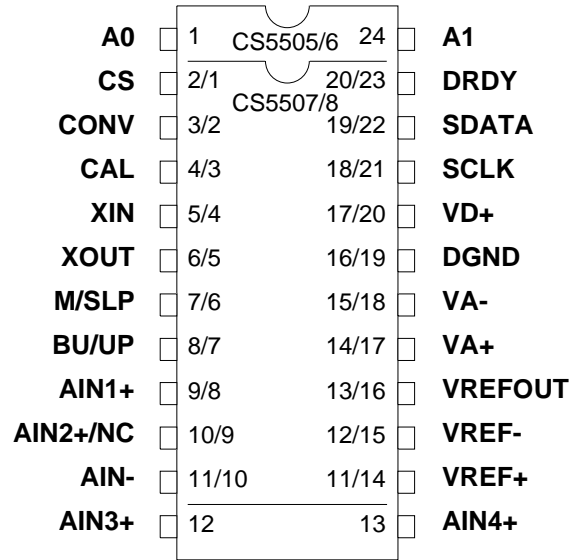 A0 1 CS5505/6 24 A1
CS 2/1 20/23 DRDY
CS5507/8
CONV 3/2 19/22 SDATA
CAL 4/3 18/21 SCLK
XIN 5/4 17/20 VD+
XOUT 6/5 16/19 DGND
M/SLP 7/6 15/18 VA-
BU/UP 8/7 14/17 VA+
AIN1+ 9/8 13/16 VREFOUT
AIN2+/NC 10/9 12/15 VREF-
AIN- 11/10 11/14 VREF+
AIN3+ 12 13 AIN4+